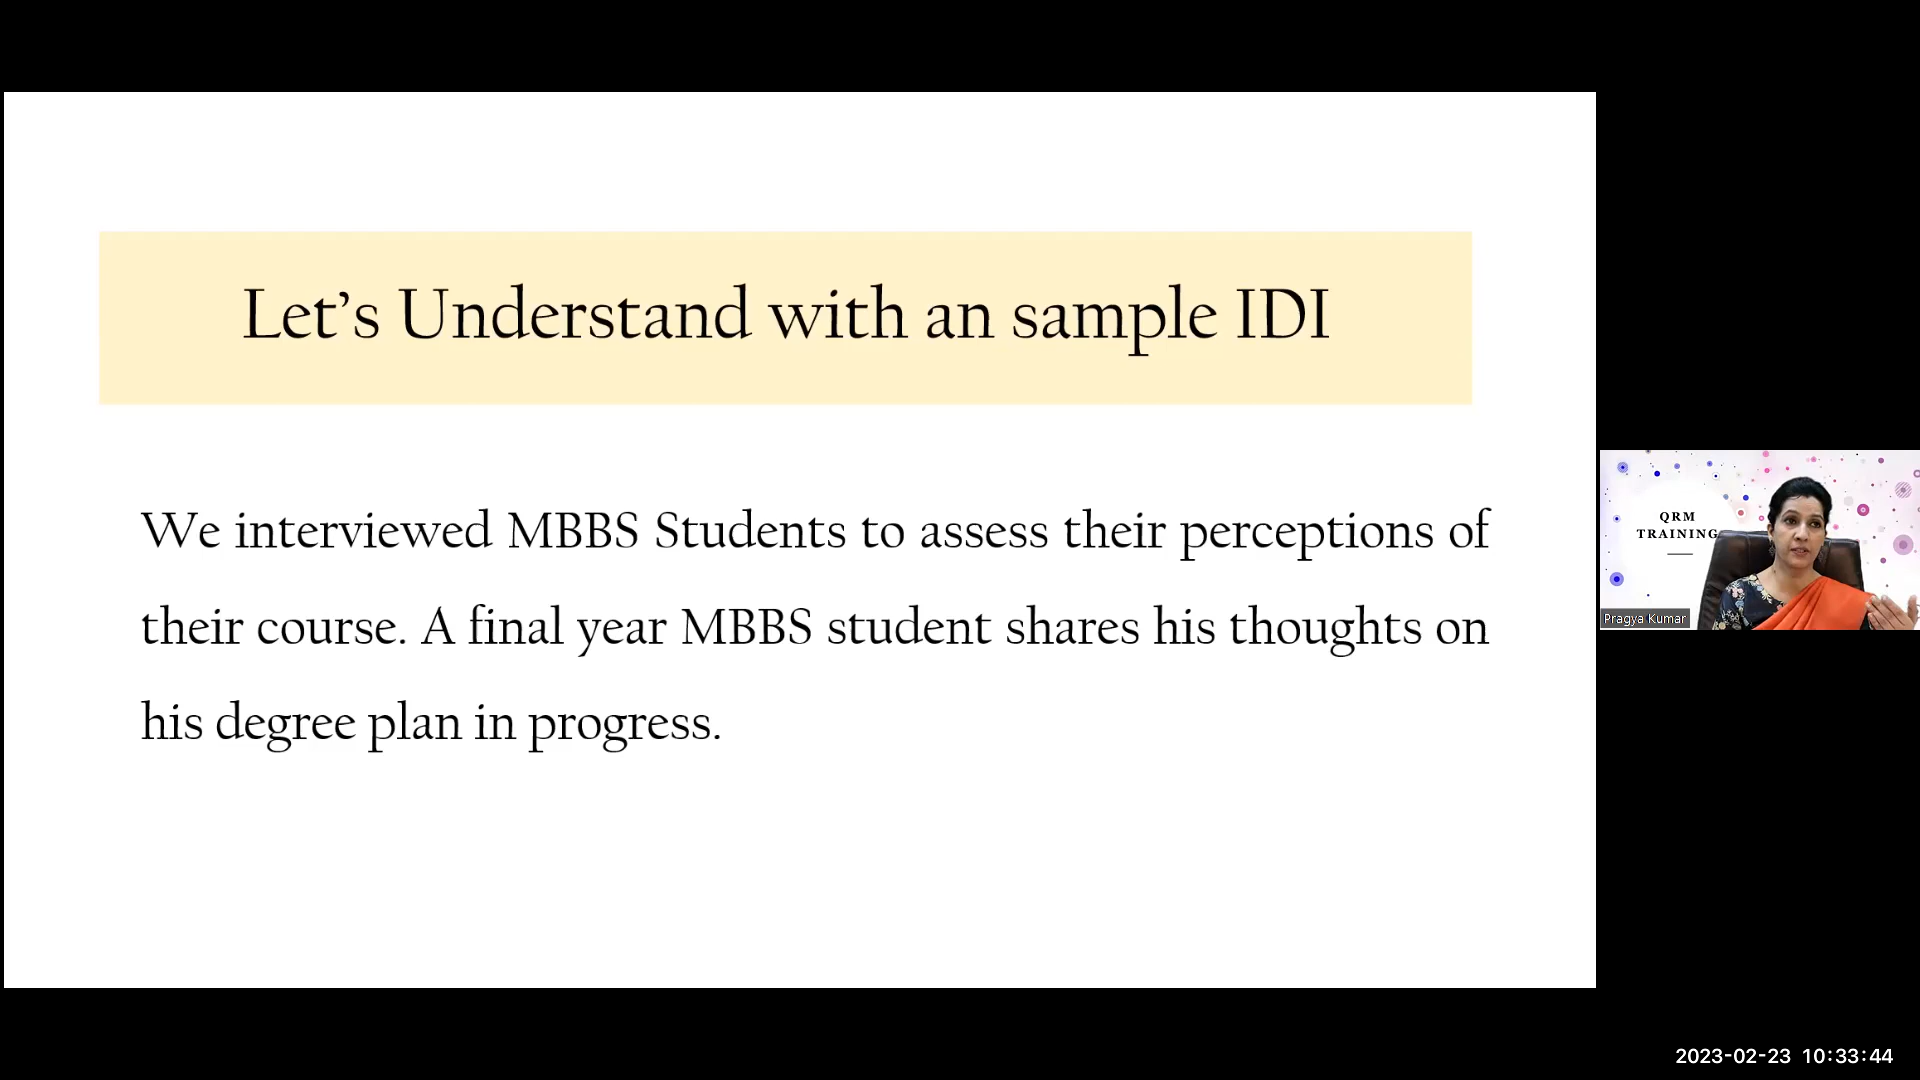 Let’s Understand with an sample IDI
We interviewed MBBS Students to assess their perceptions of
their course. A final year MBBS student shares his thoughts on
his degree plan in progress.
QRM
TRAINING
Pragya Kumar
2023-02-23 10:33:44